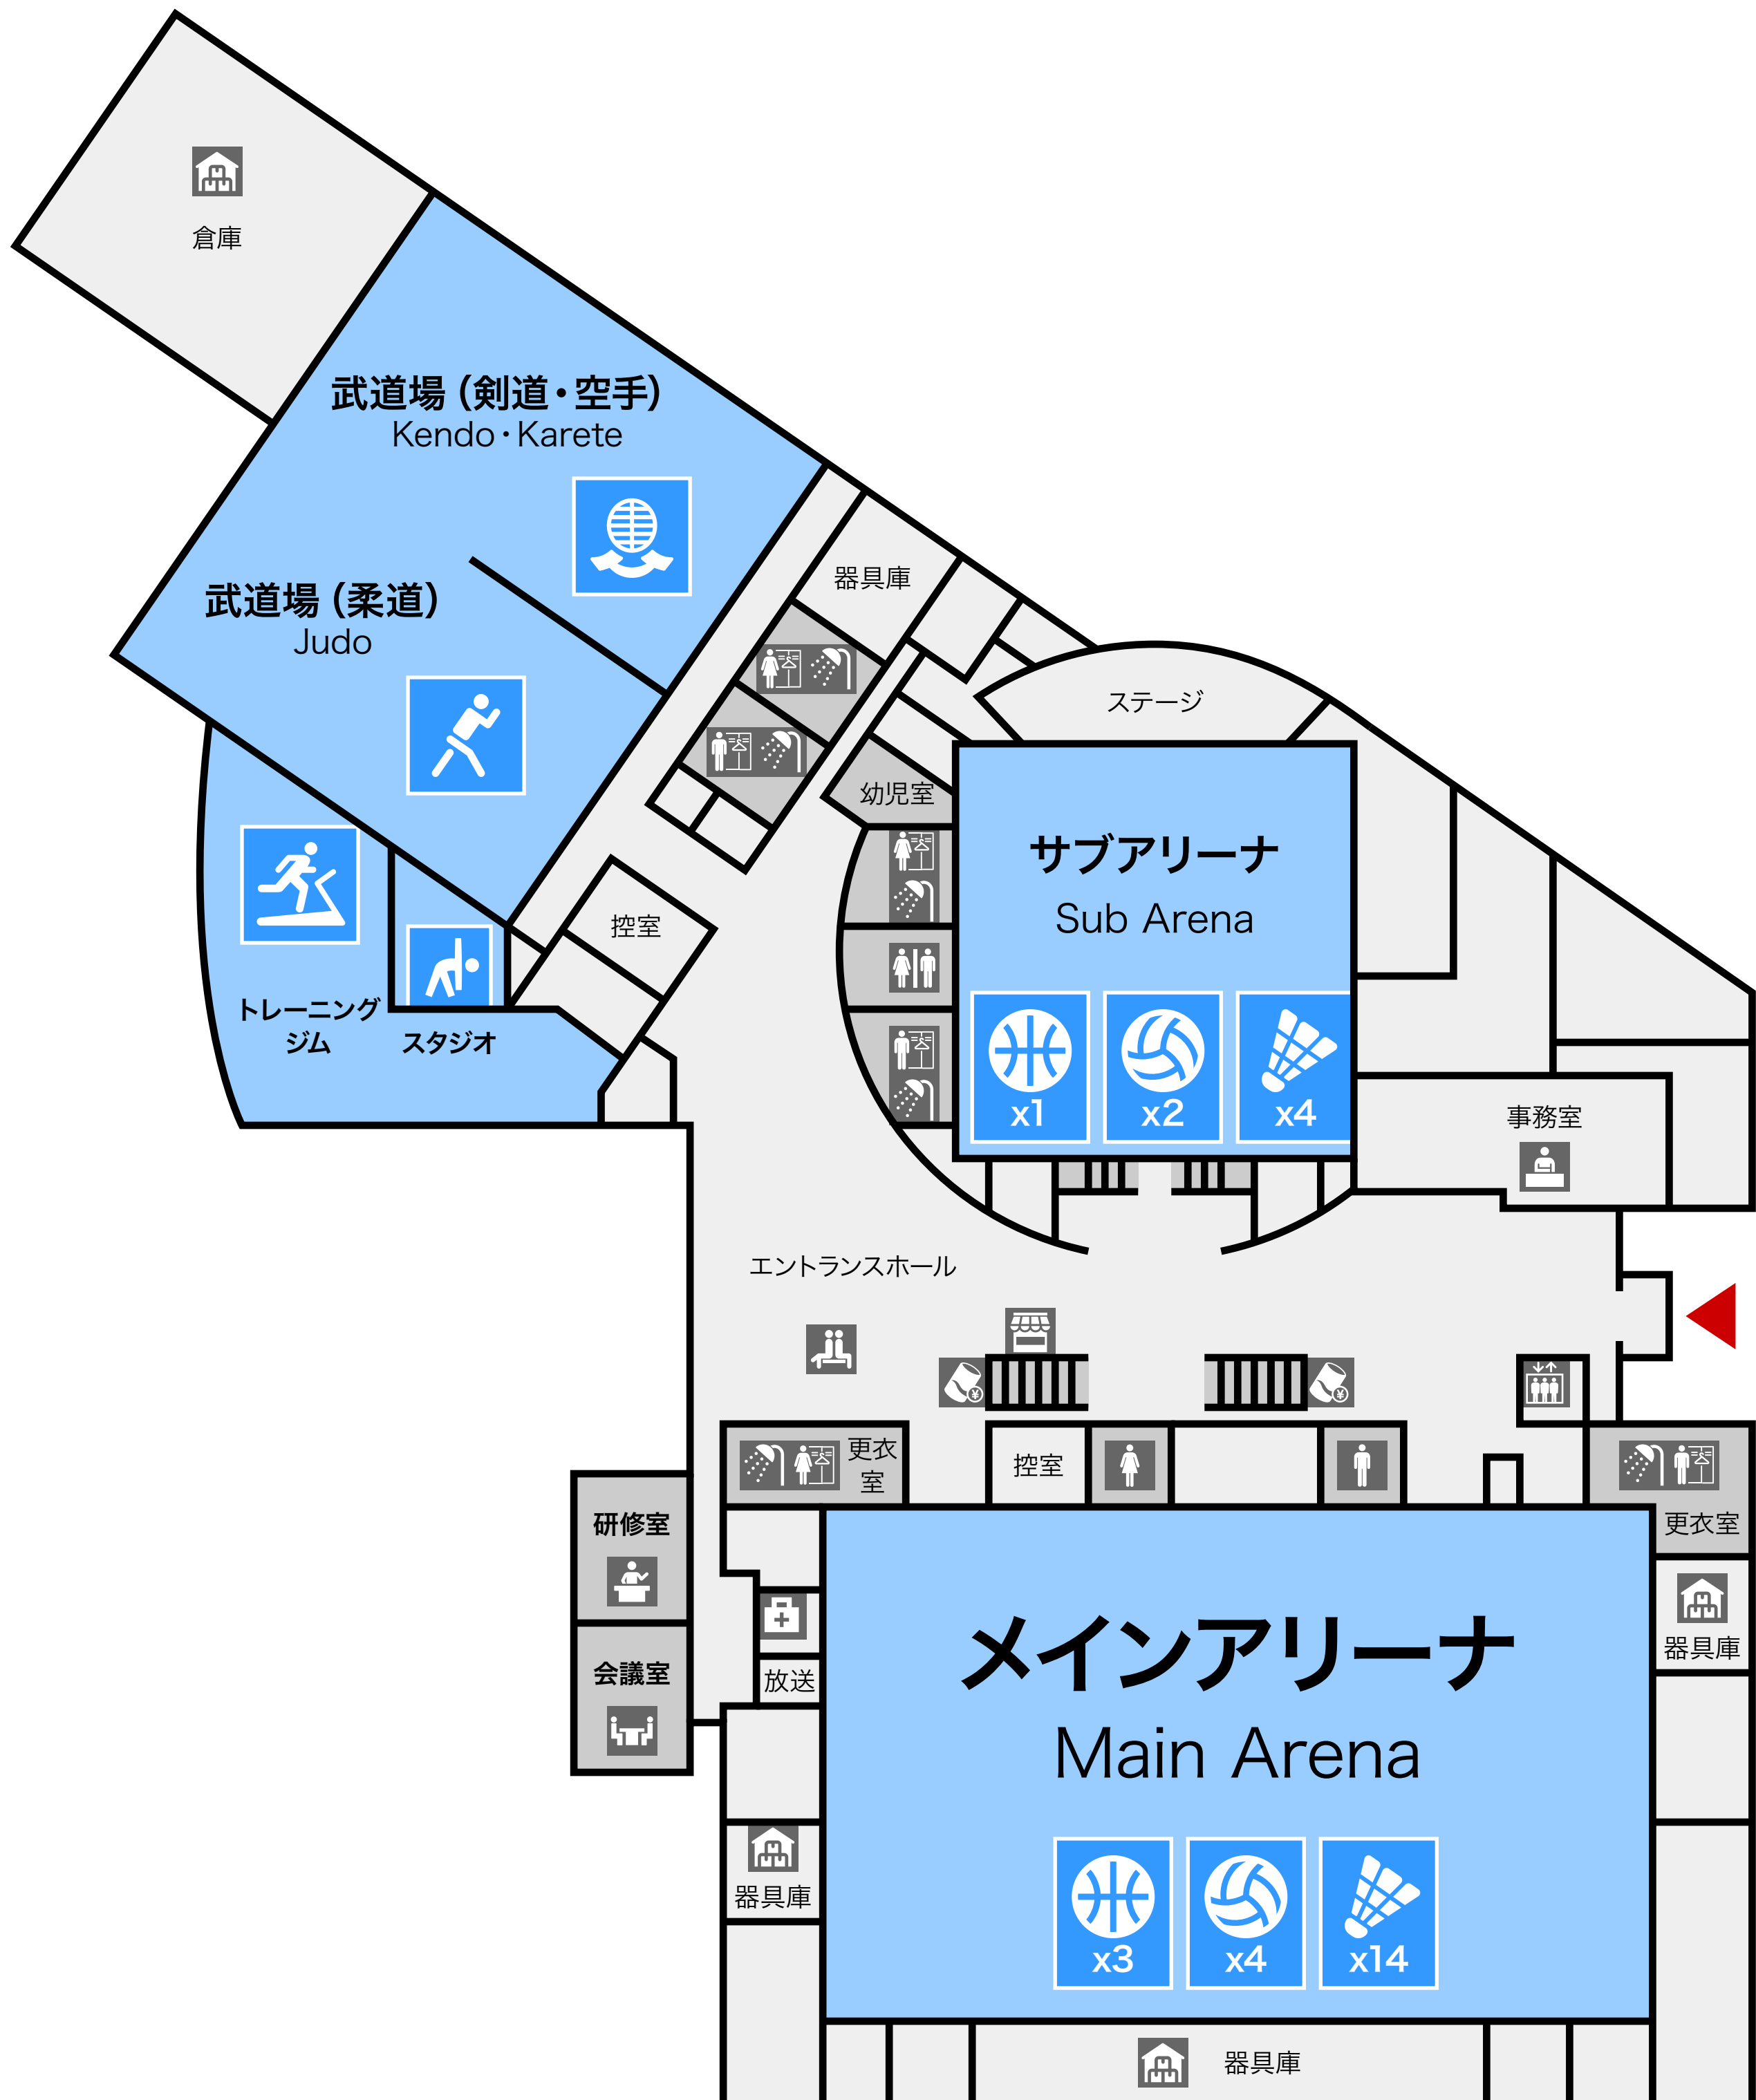 倉庫
武道場（剣道・空手）
Kendo・Karete
武道場（柔道）
Judo
器具庫
ステージ
幼児室
サブアリーナ
Sub Arena
x1
x2
x4
控室
トレーニング
ジム
スタジオ
事務室
エントランスホール
¥
¥
更衣
室
控室
更衣室
研修室
会議室
放送
器具庫
メインアリーナ
Main Arena
器具庫
x3
x4
x14
器具庫